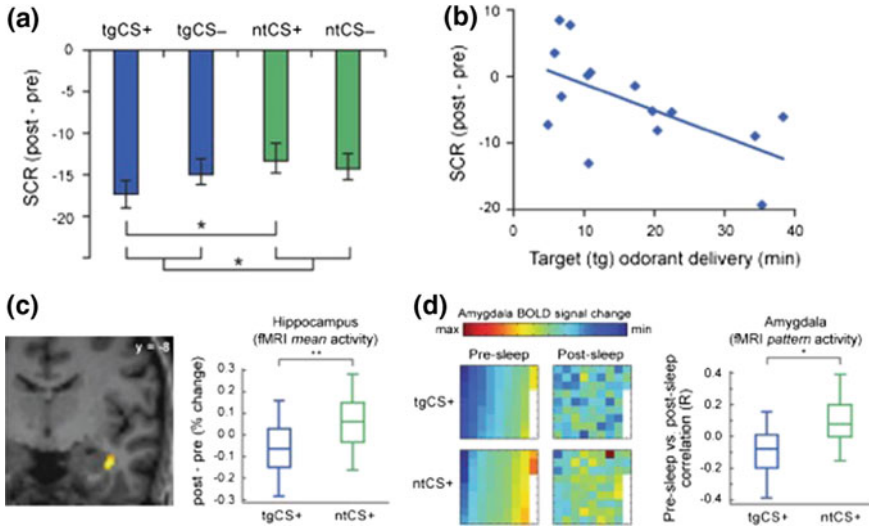 (a)
tgCS+ tgCS– ntCS+ ntCS–
SCR (post - pre)
0
-5
-10
-15
-20
*
*
(b)
SCR (post - pre)
10
0
-10
-20
0 10 20 30 40
Target (tg) odorant delivery (min)
(c)
y = -8
Hippocampus
(fMRI mean activity)
**
post - pre (% change)
0.3
0.2
0.1
0.0
-0.1
-0.2
-0.3
tgCS+ ntCS+
(d)
Amygdala BOLD signal change
max min
Pre-sleep Post-sleep
tgCS+
ntCS+
Amygdala
(fMRI pattern activity)
*
Pre-sleep vs. post-sleep
correlation (R)
0.4
0.2
0.0
-0.2
-0.4
tgCS+ ntCS+